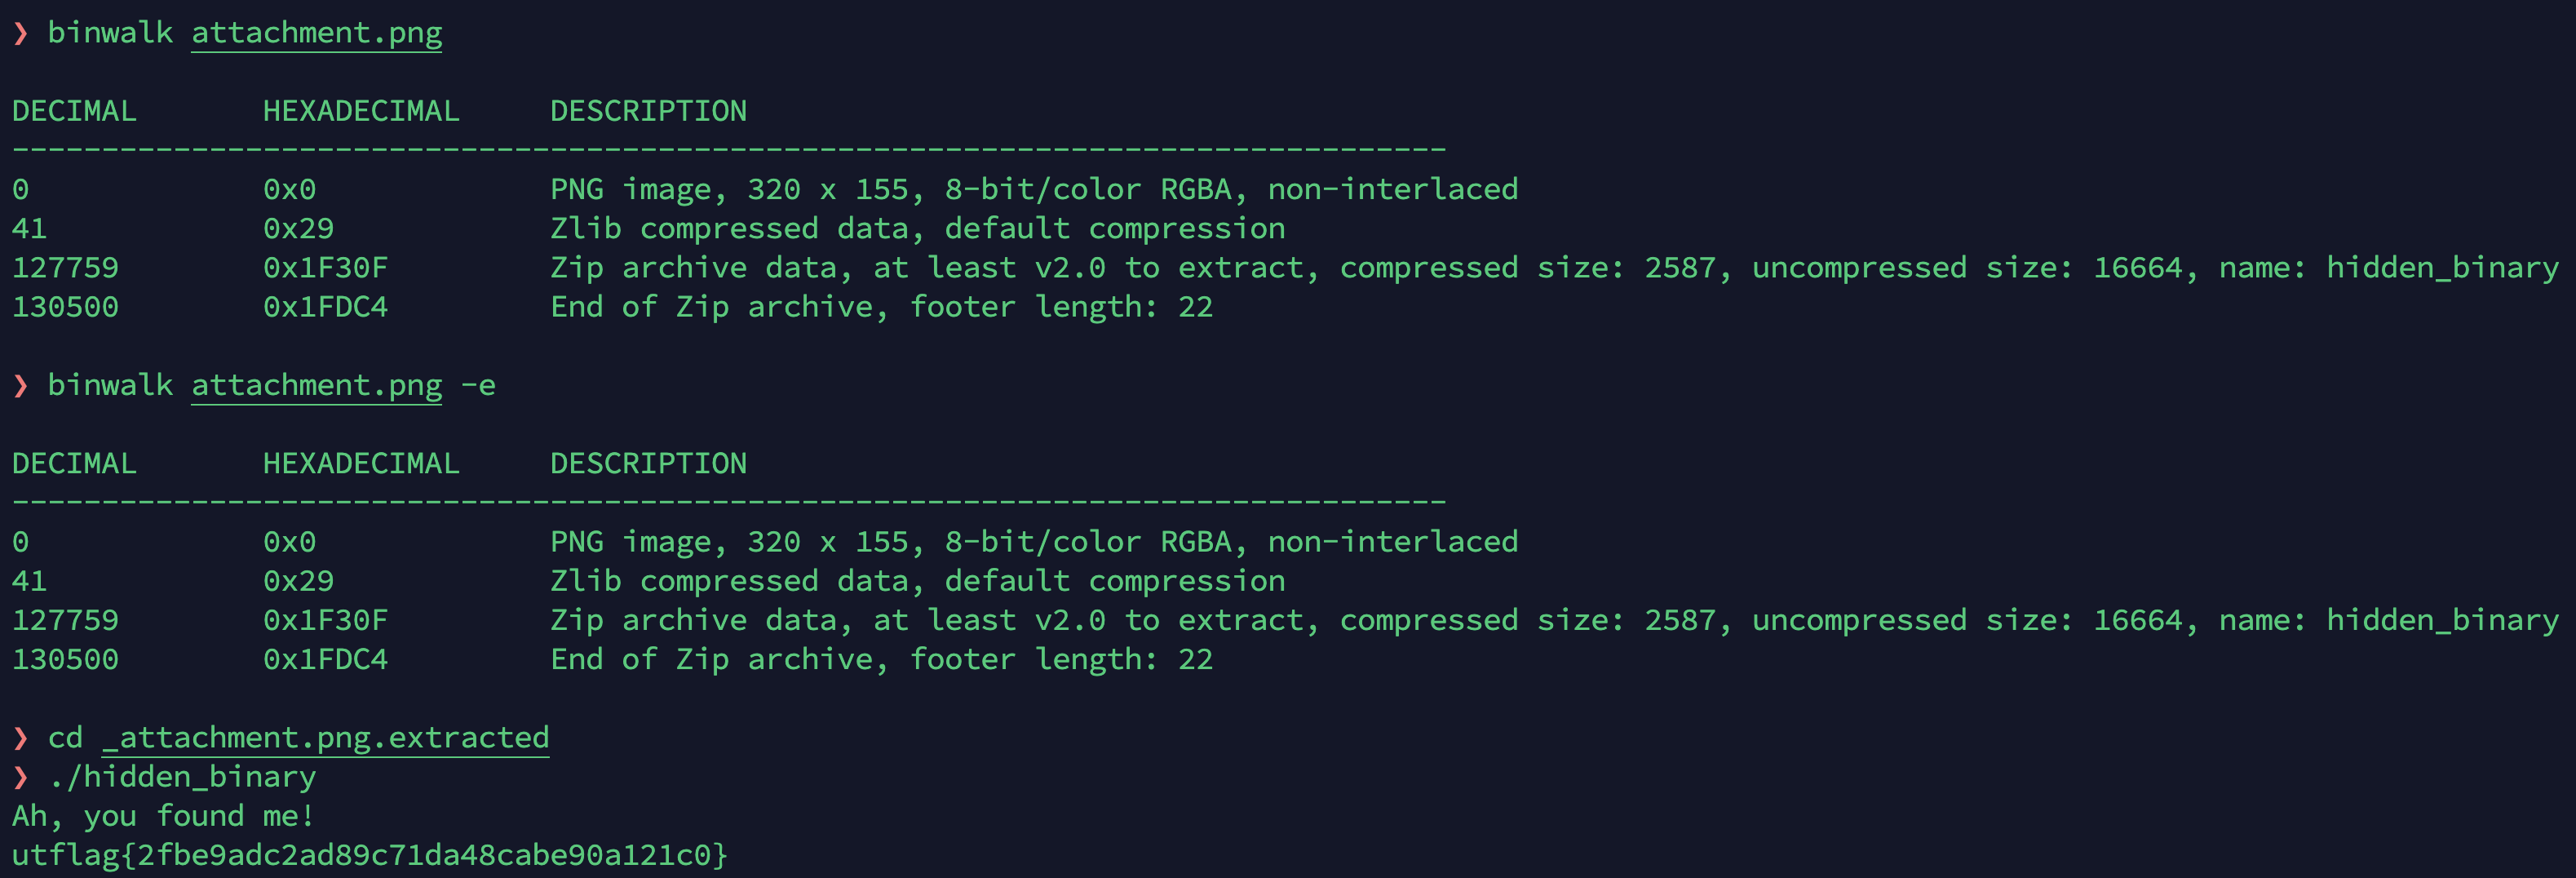 ❯ binwalk attachment.png
DECIMAL       HEXADECIMAL     DESCRIPTION
--------------------------------------------------------------------------------
0             0x0             PNG image, 320 x 155, 8-bit/color RGBA, non-interlaced
41            0x29            Zlib compressed data, default compression
127759        0x1F30F         Zip archive data, at least v2.0 to extract, compressed size: 2587, uncompressed size: 16664, name: hidden_binary
130500        0x1FDC4         End of Zip archive, footer length: 22
❯ binwalk attachment.png -e
DECIMAL       HEXADECIMAL     DESCRIPTION
--------------------------------------------------------------------------------
0             0x0             PNG image, 320 x 155, 8-bit/color RGBA, non-interlaced
41            0x29            Zlib compressed data, default compression
127759        0x1F30F         Zip archive data, at least v2.0 to extract, compressed size: 2587, uncompressed size: 16664, name: hidden_binary
130500        0x1FDC4         End of Zip archive, footer length: 22
❯ cd _attachment.png.extracted
❯ ./hidden_binary
Ah, you found me!
utflag{2fbe9adc2ad89c71da48cabe90a121c0}